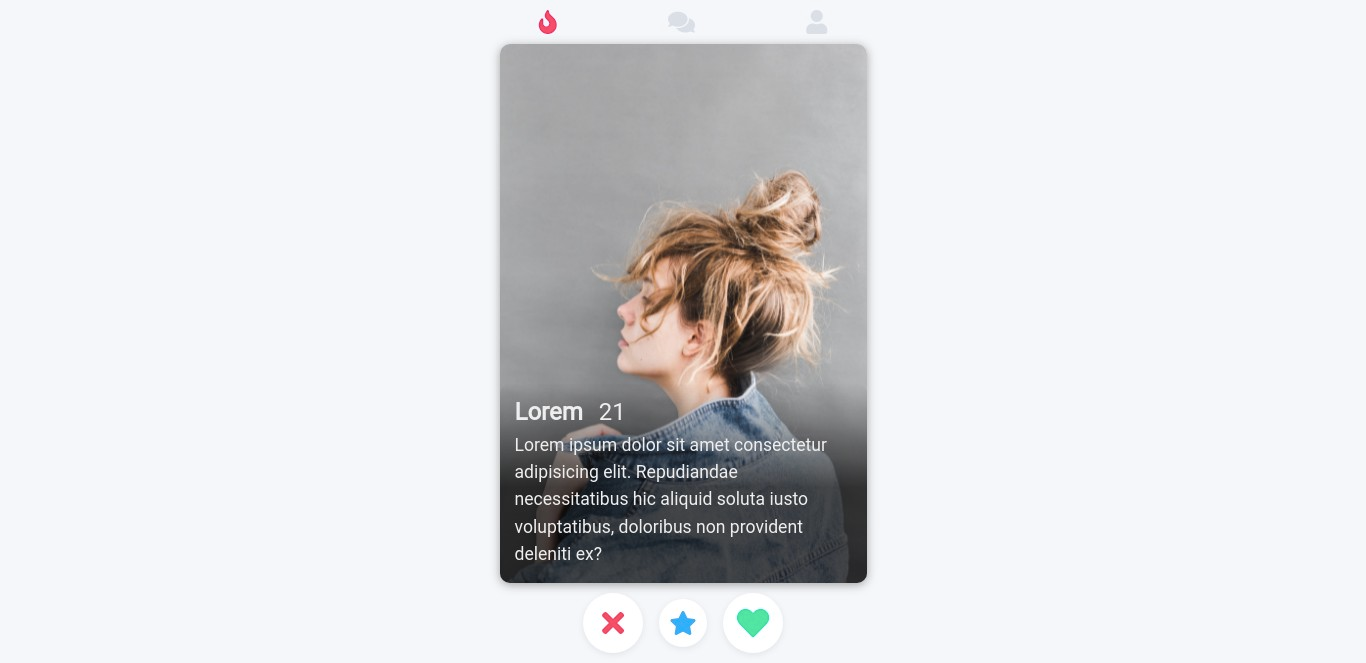 Lorem 21
Lorem ipsum dolor sit amet consectetur
adipisicing elit. Repudiandae
necessitatibus hic aliquid soluta iusto
voluptatibus, doloribus non provident
deleniti ex?